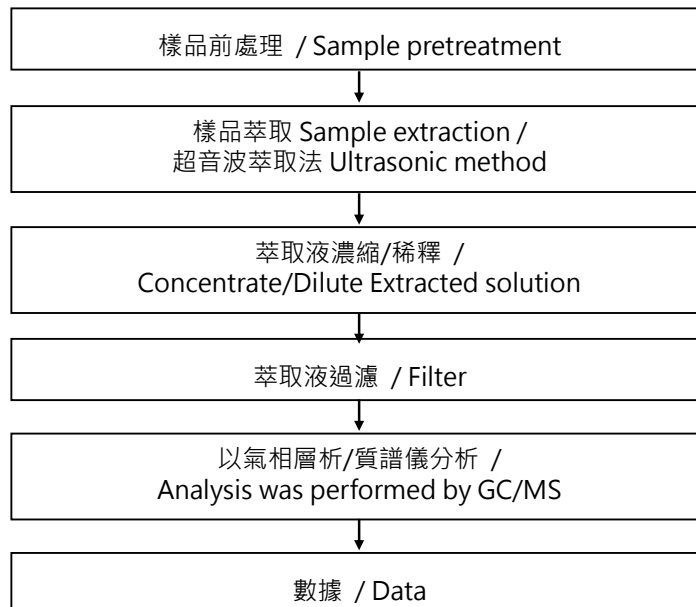 樣品前處理 / Sample pretreatment
樣品萃取 Sample extraction /
超音波萃取法 Ultrasonic method
萃取液濃縮/稀釋 /
Concentrate/Dilute Extracted solution
萃取液過濾 / Filter
以氣相層析/質譜儀分析 /
Analysis was performed by GC/MS
數據 / Data